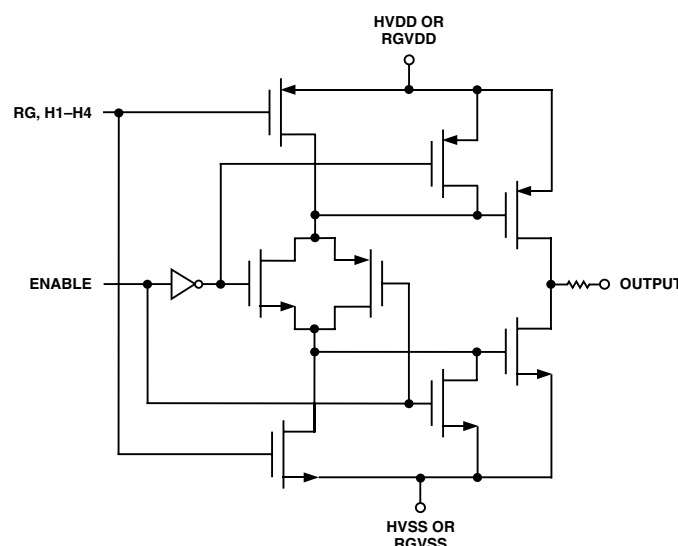 HVDD OR
RGVDD
RG, H1–H4
ENABLE
OUTPUT
HVSS OR
RGVSS